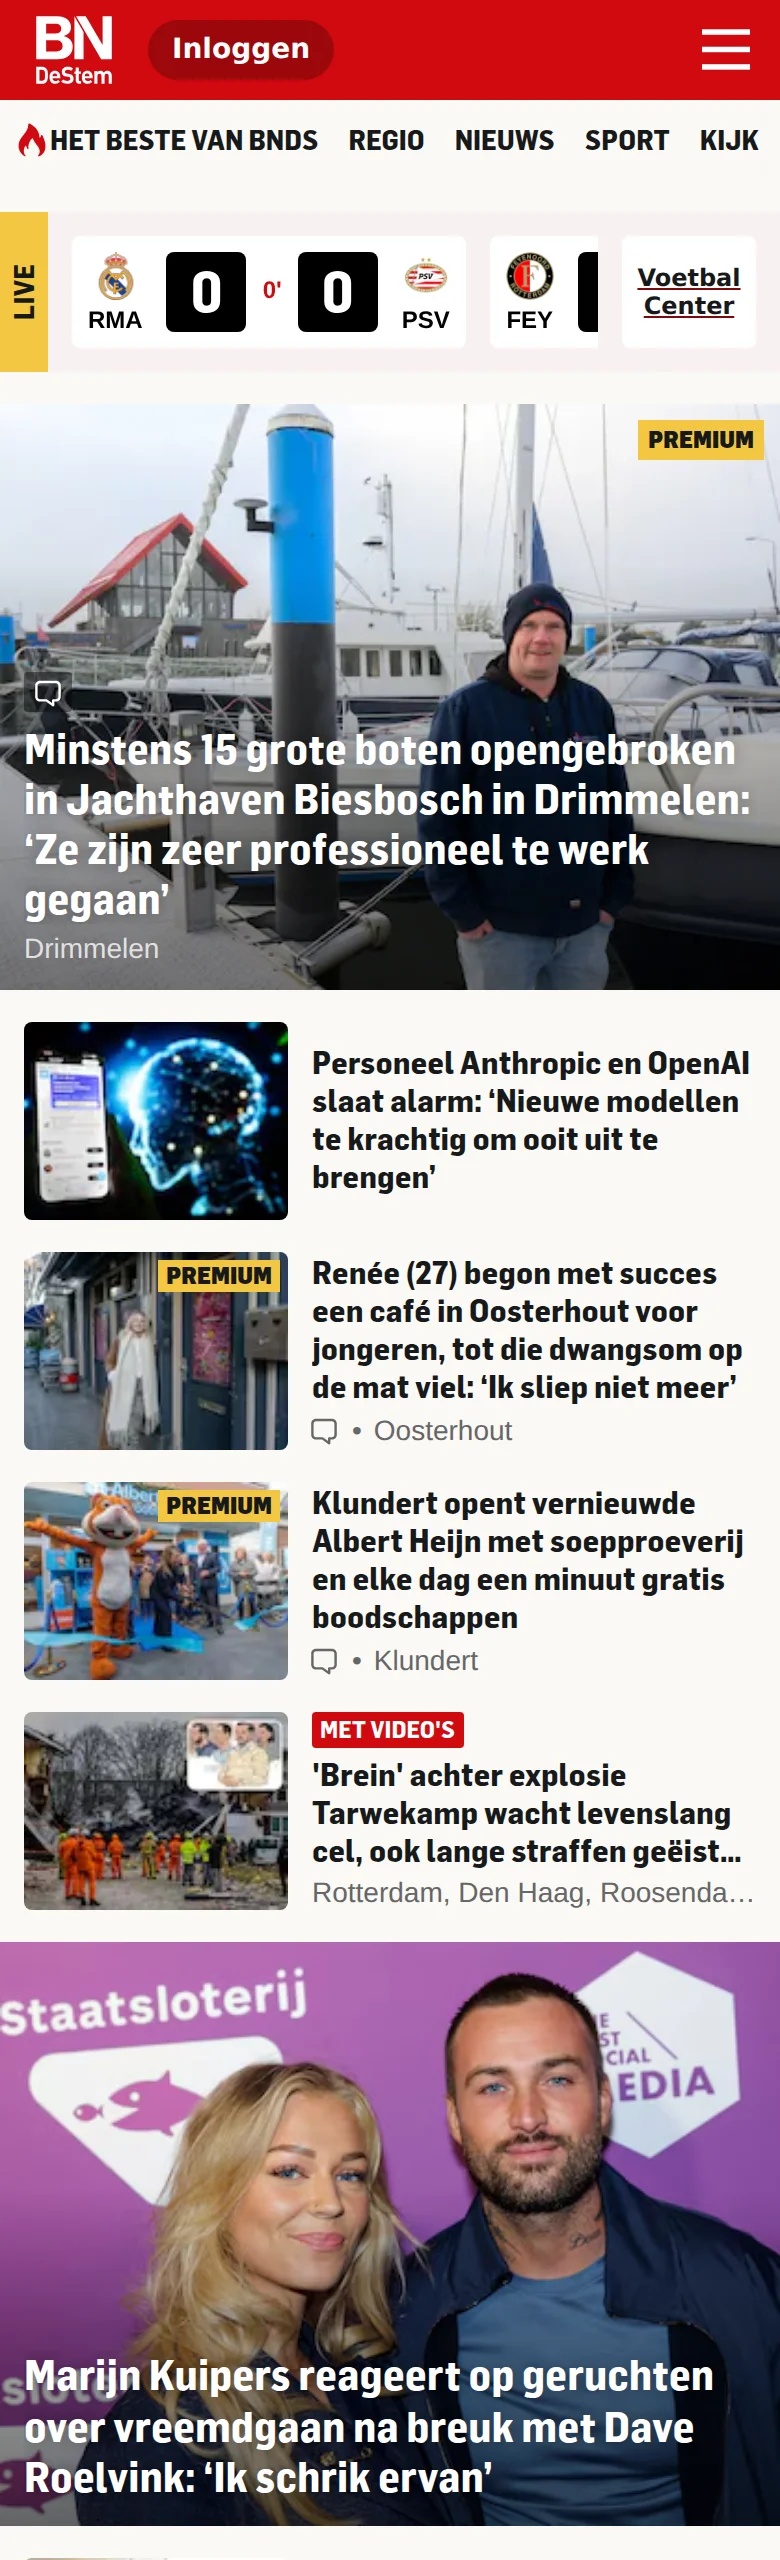 BN
DeStem
Inloggen
HET BESTE VAN BNDS REGIO NIEUWS SPORT KIJK
LIVE
RMA
0
0'
0
PSV
PSV
FEYENOORD
ROTTERDAM
FEY
Voetbal
Center
PREMIUM
Minstens 15 grote boten opengebroken
in Jachthaven Biesbosch in Drimmelen:
‘Ze zijn zeer professioneel te werk
gegaan’
Drimmelen
Personeel Anthropic en OpenAI
slaat alarm: ‘Nieuwe modellen
te krachtig om ooit uit te
brengen’
PREMIUM
Renée (27) begon met succes
een café in Oosterhout voor
jongeren, tot die dwangsom op
de mat viel: ‘Ik sliep niet meer’
• Oosterhout
PREMIUM
Klundert opent vernieuwde
Albert Heijn met soepproeverij
en elke dag een minuut gratis
boodschappen
• Klundert
MET VIDEO'S
'Brein' achter explosie
Tarwekamp wacht levenslang
cel, ook lange straffen geëist...
Rotterdam, Den Haag, Roosenda...
Staatsloterij
EDIA
Marijn Kuipers reageert op geruchten
over vreemdgaan na breuk met Dave
Roelvink: ‘Ik schrik ervan’